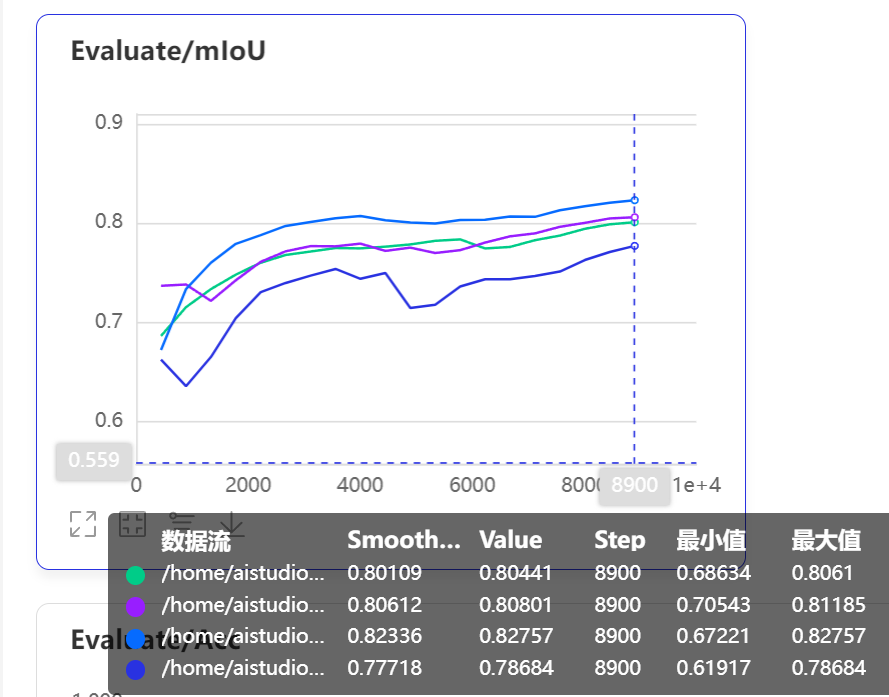 Evaluate/mIoU
0.9
0.8
0.7
0.6
0.559
0 2000 4000 6000 8000 8900 1e+4
数据流 Smooth... Value Step 最小值 最大值
/home/aistudio... 0.80109 0.80441 8900 0.68634 0.8061
/home/aistudio... 0.80612 0.80801 8900 0.70543 0.81185
/home/aistudio... 0.82336 0.82757 8900 0.67221 0.82757
/home/aistudio... 0.77718 0.78684 8900 0.61917 0.78684
Evaluate/Acc